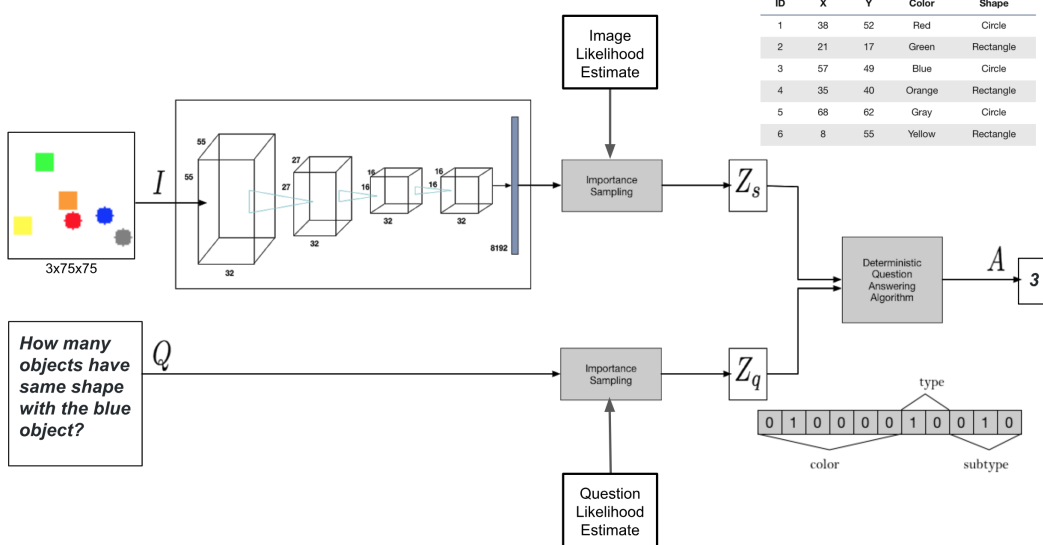 ID X Y Color Shape
1 38 52 Red Circle
2 21 17 Green Rectangle
3 57 49 Blue Circle
4 35 40 Orange Rectangle
5 68 62 Gray Circle
6 8 55 Yellow Rectangle
Image
Likelihood
Estimate
3x75x75
I
55
55
32
27
27
32
16
16
32
16
16
32
8192
Importance
Sampling
Z_s
Deterministic
Question
Answering
Algorithm
A
3
How many
objects have
same shape
with the blue
object?
Q
Importance
Sampling
Z_q
Question
Likelihood
Estimate
type
0 1 0 0 0 0 1 0 0 1 0
color
subtype